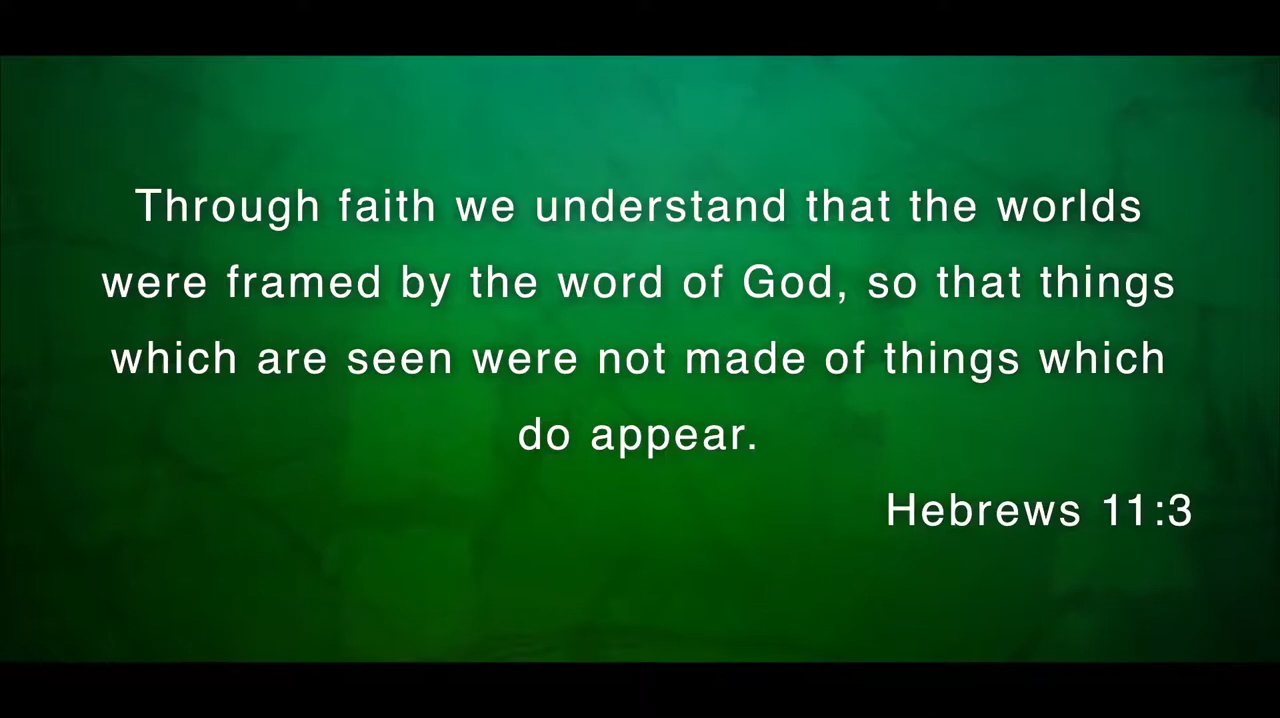 Through faith we understand that the worlds
were framed by the word of God, so that things
which are seen were not made of things which
do appear.
Hebrews 11:3